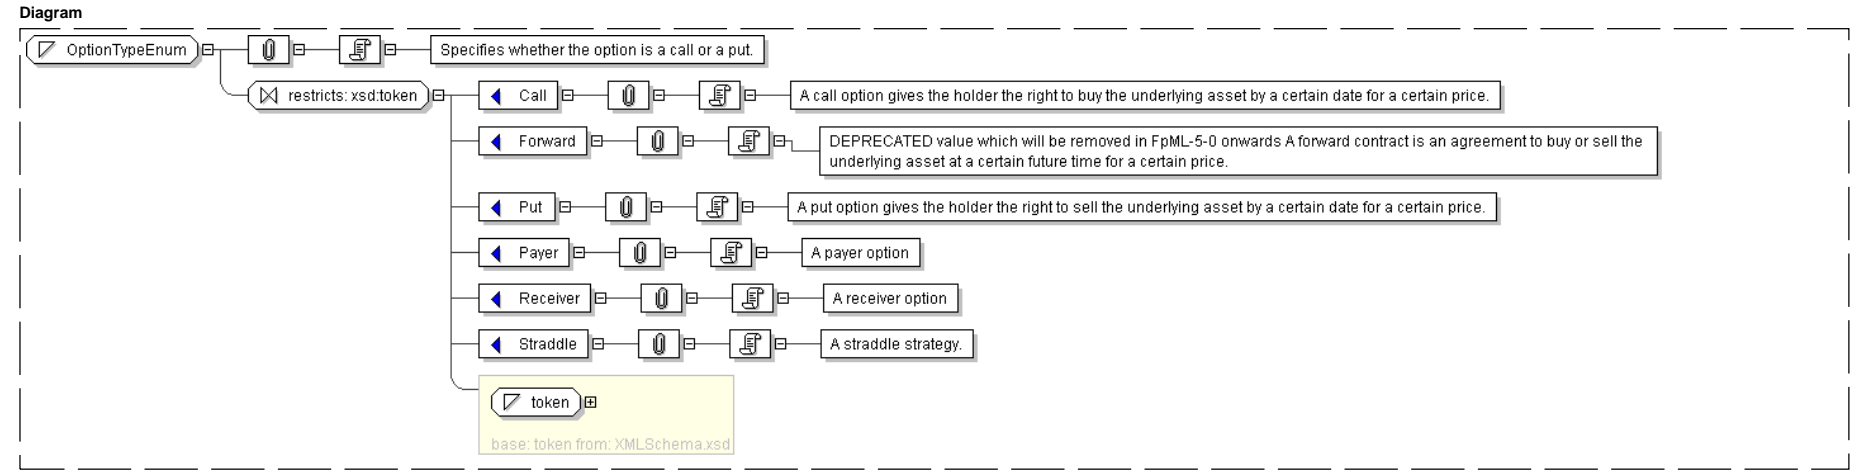 Diagram
OptionTypeEnum
Specifies whether the option is a call or a put.
restricts: xsd:token
Call
A call option gives the holder the right to buy the underlying asset by a certain date for a certain price.
Forward
DEPRECATED value which will be removed in FpML-5-0 onwards A forward contract is an agreement to buy or sell the
underlying asset at a certain future time for a certain price.
Put
A put option gives the holder the right to sell the underlying asset by a certain date for a certain price.
Payer
A payer option
Receiver
A receiver option
Straddle
A straddle strategy.
token
base: token from: XMLSchema.xsd